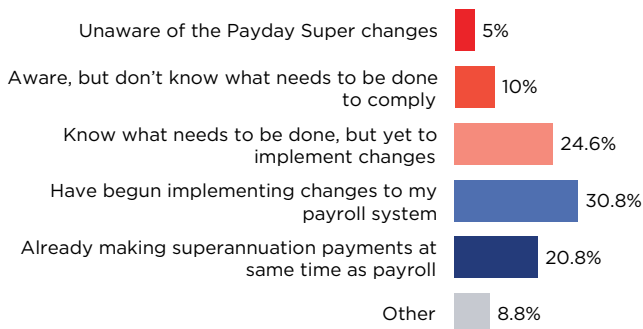 Unaware of the Payday Super changes
5%
Aware, but don’t know what needs to be done
to comply
10%
Know what needs to be done, but yet to
implement changes
24.6%
Have begun implementing changes to my
payroll system
30.8%
Already making superannuation payments at
same time as payroll
20.8%
Other
8.8%